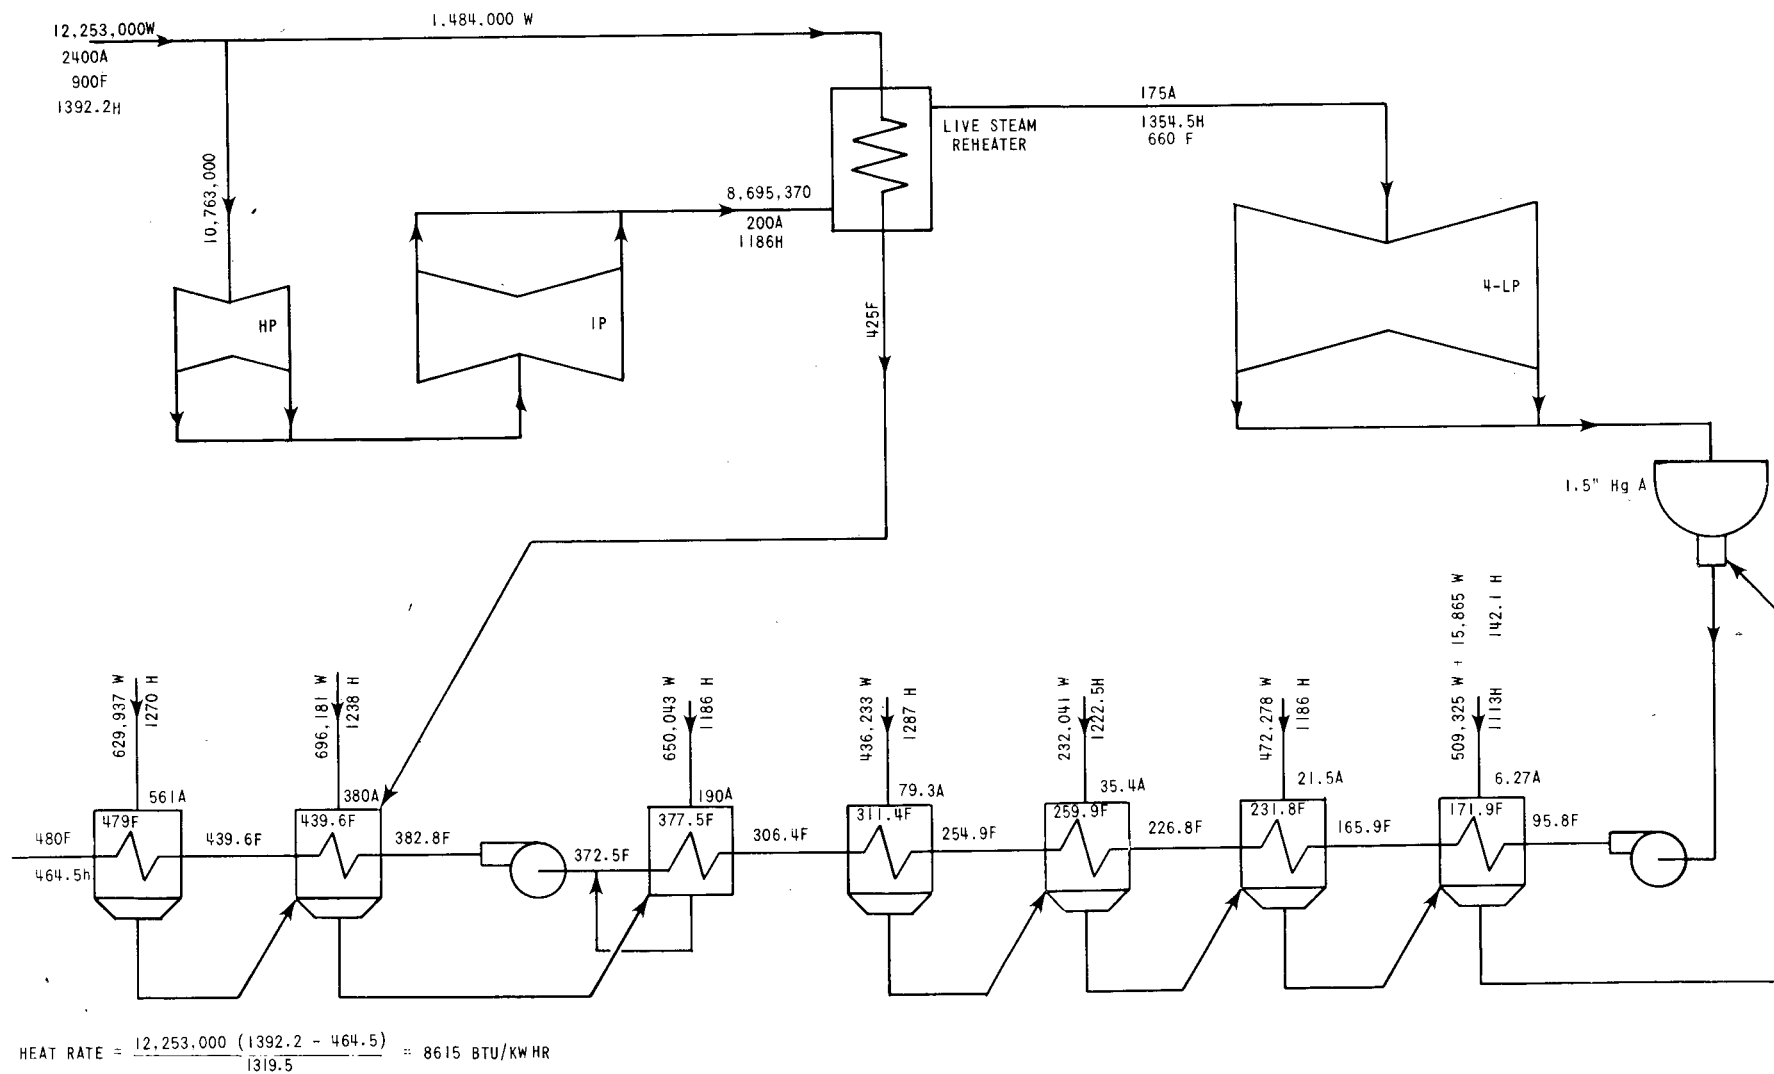 12,253,000W
2400A
900F
1392.2H
1,484,000 W
10,763,000
HP
IP
8,695,370
200A
1186H
LIVE STEAM
REHEATER
425F
175A
1354.5H
660 F
4-LP
1.5" Hg A
629,937 W
1270 H
696,181 W
1238 H
650,043 W
1186 H
436,233 W
1287 H
232,041 W
1222.5H
472,278 W
1186 H
509,325 W + 15,865 W
1113H 142.1 H
561A
479F
480F
464.5h
439.6F
380A
439.6F
382.8F
372.5F
190A
377.5F
306.4F
79.3A
311.4F
254.9F
35.4A
259.9F
226.8F
21.5A
231.8F
165.9F
6.27A
171.9F
95.8F
HEAT RATE = 12,253,000 (1392.2 - 464.5) = 8615 BTU/KW HR
1319.5